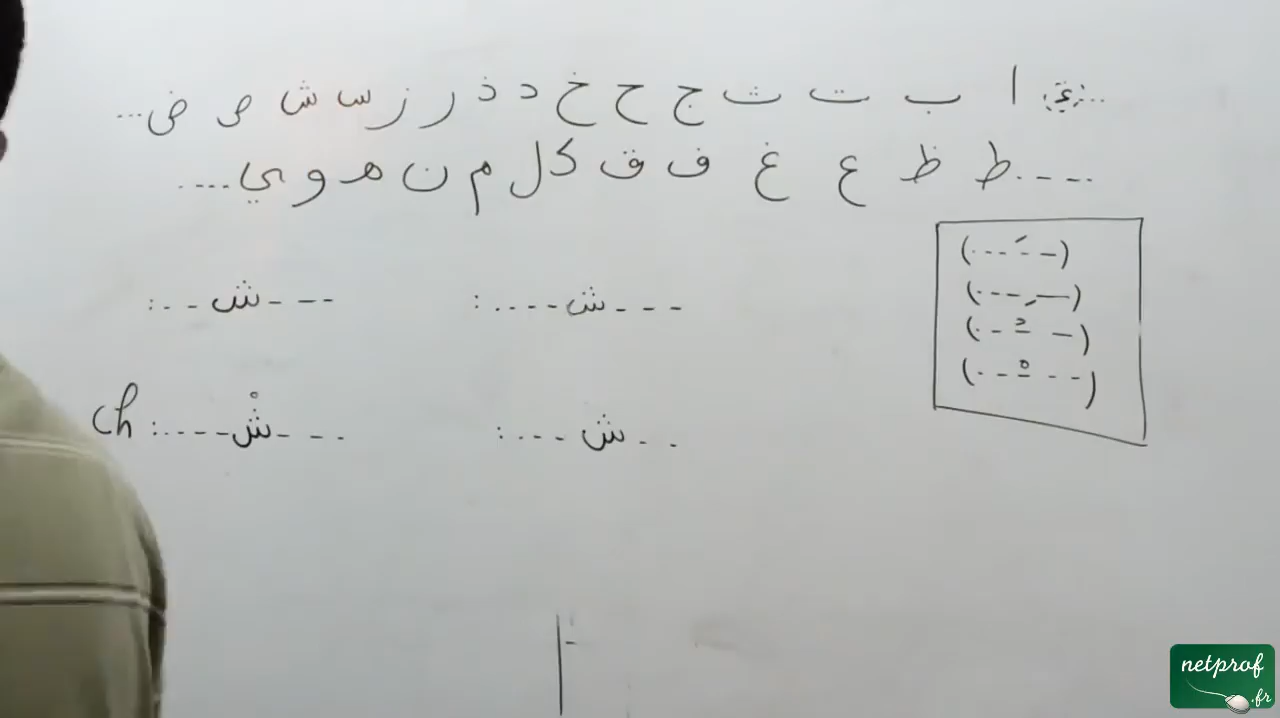 ...ئ ا ب ت ث ج ح خ د ذ ر ز س ش ص ض ...
.... ط ظ ع غ ف ق ك ل م ن ه و ي ....
(...َ.-)
(---ِ-)
(.-ُ-)
(..-ْ--)
---ش....:
---ش-..:
..ش...:
...شْ----: ch
netprof
.fr